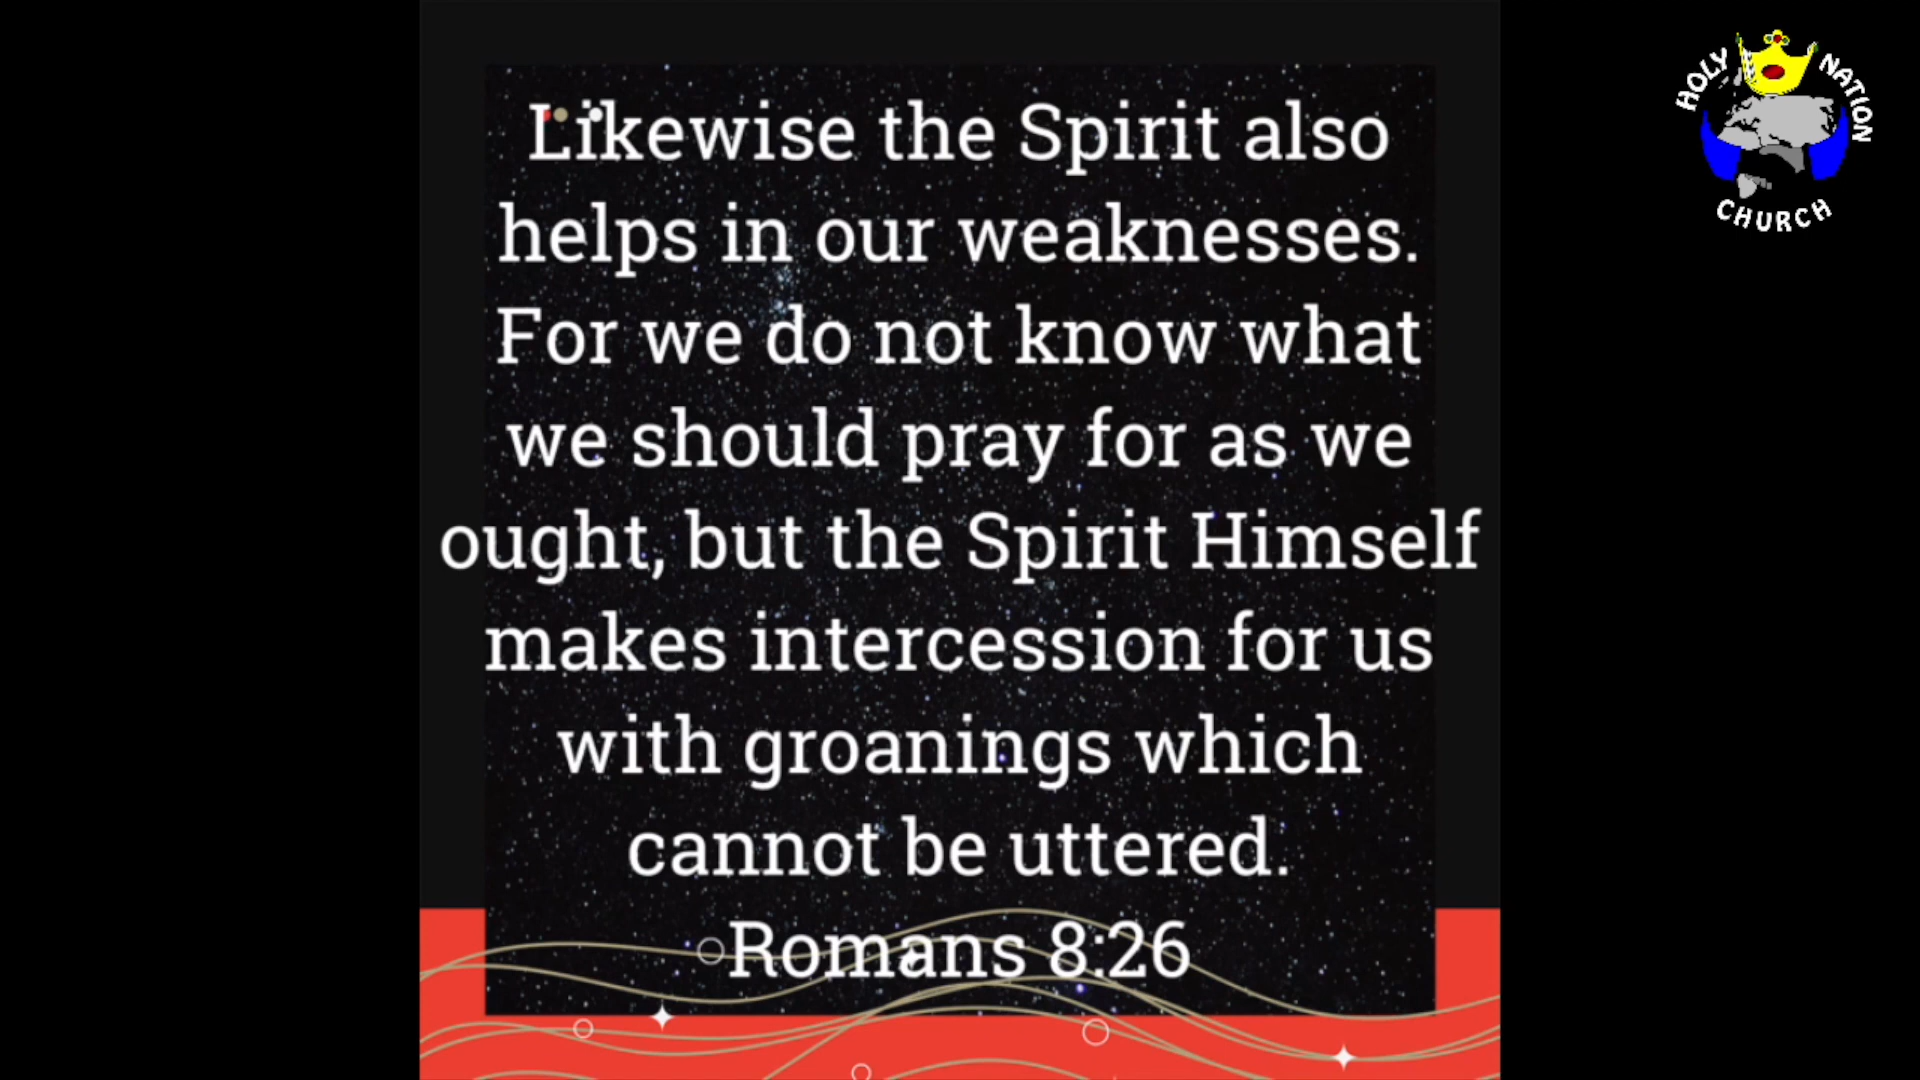 Likewise the Spirit also
helps in our weaknesses.
For we do not know what
we should pray for as we
ought, but the Spirit Himself
makes intercession for us
with groanings which
cannot be uttered.
Romans 8:26
HOLY NATION
CHURCH